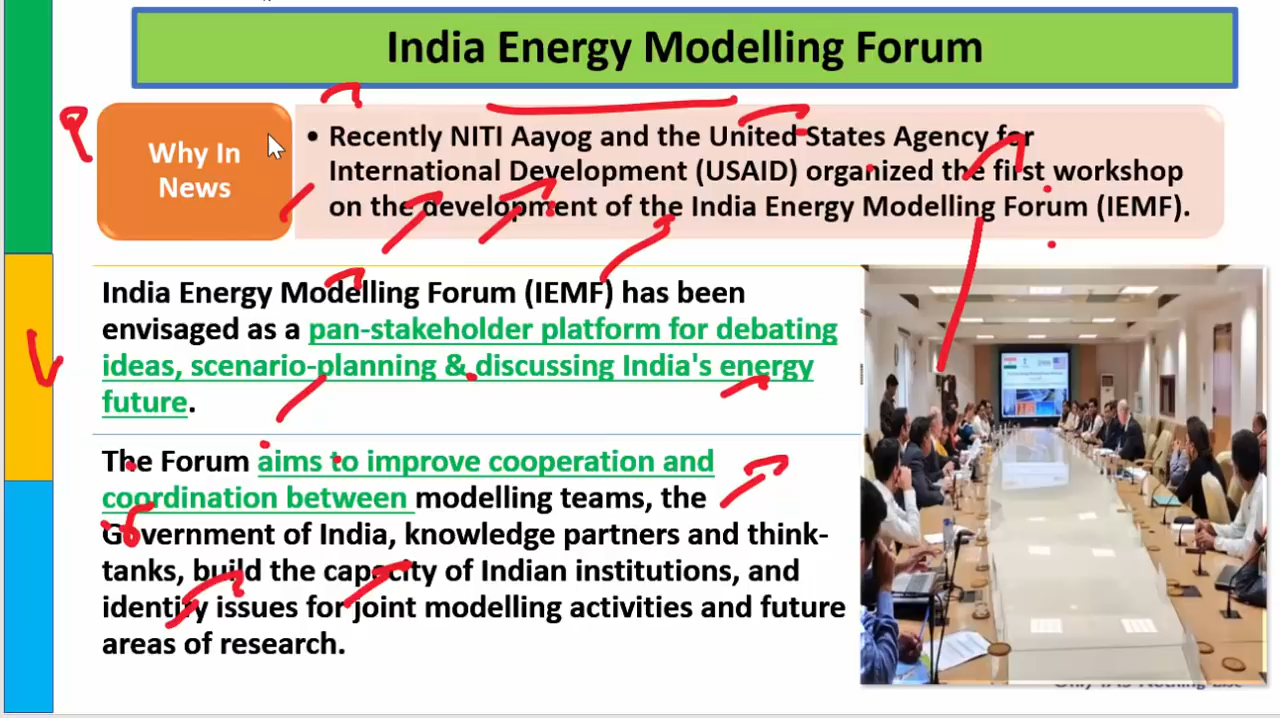 India Energy Modelling Forum
Why In
News
• Recently NITI Aayog and the United States Agency for
International Development (USAID) organized the first workshop
on the development of the India Energy Modelling Forum (IEMF).
India Energy Modelling Forum (IEMF) has been
envisaged as a pan-stakeholder platform for debating
ideas, scenario-planning & discussing India's energy
future.
The Forum aims to improve cooperation and
coordination between modelling teams, the
Government of India, knowledge partners and think-
tanks, build the capacity of Indian institutions, and
identify issues for joint modelling activities and future
areas of research.